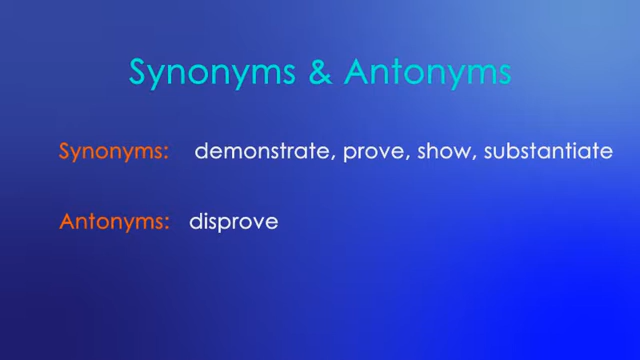 Synonyms & Antonyms
Synonyms: demonstrate, prove, show, substantiate
Antonyms: disprove